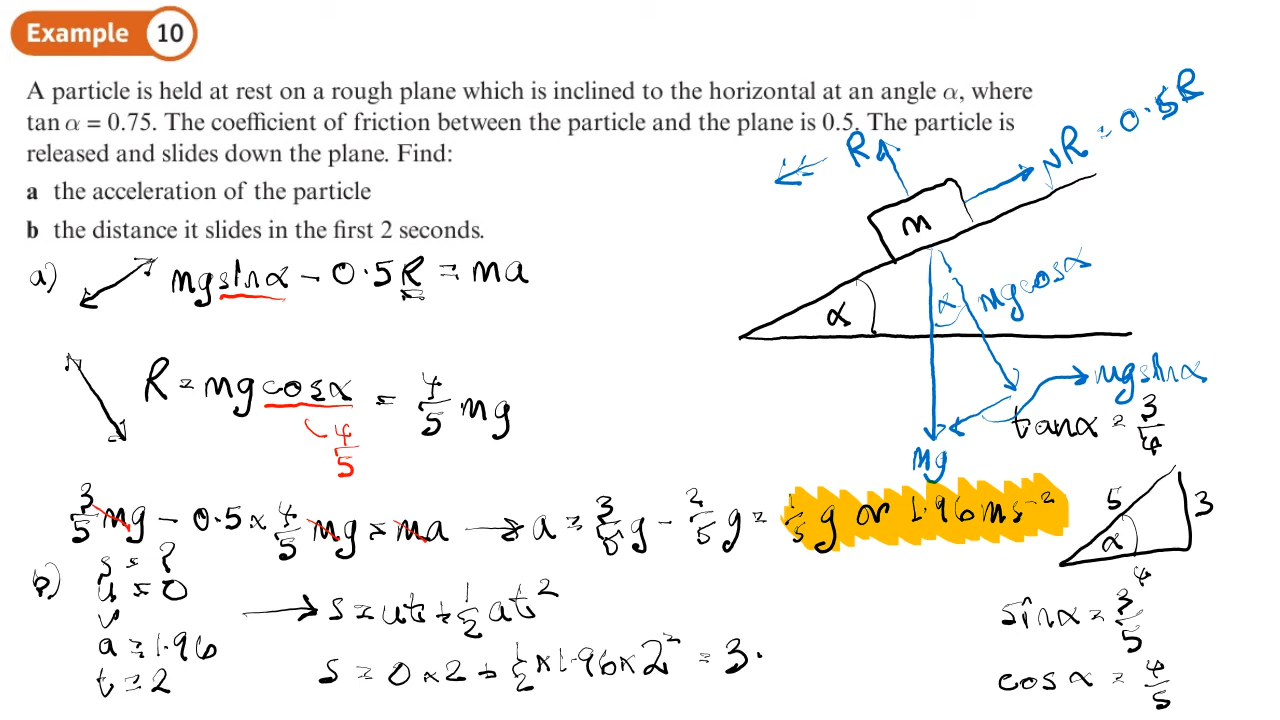 Example 10
A particle is held at rest on a rough plane which is inclined to the horizontal at an angle α, where
tan α = 0.75. The coefficient of friction between the particle and the plane is 0.5. The particle is
released and slides down the plane. Find:
a the acceleration of the particle
b the distance it slides in the first 2 seconds.
R
NR = 0.5R
m
α
α
mgcosα
mgsinα
mg
a) mgsinα - 0.5R = ma
R = mgcosα = 4/5 mg
4/5
tanα = 3/4
3/5 mg - 0.5 × 4/5 mg = ma → a = 3/5 g - 2/5 g = 1/5 g or 1.96ms⁻²
5
3
α
4
sinα = 3/5
cosα = 4/5
b) s = ?
u = 0
v
a = 1.96
t = 2
→ s = ut + 1/2 at²
s = 0 × 2 + 1/2 × 1.96 × 2² = 3.